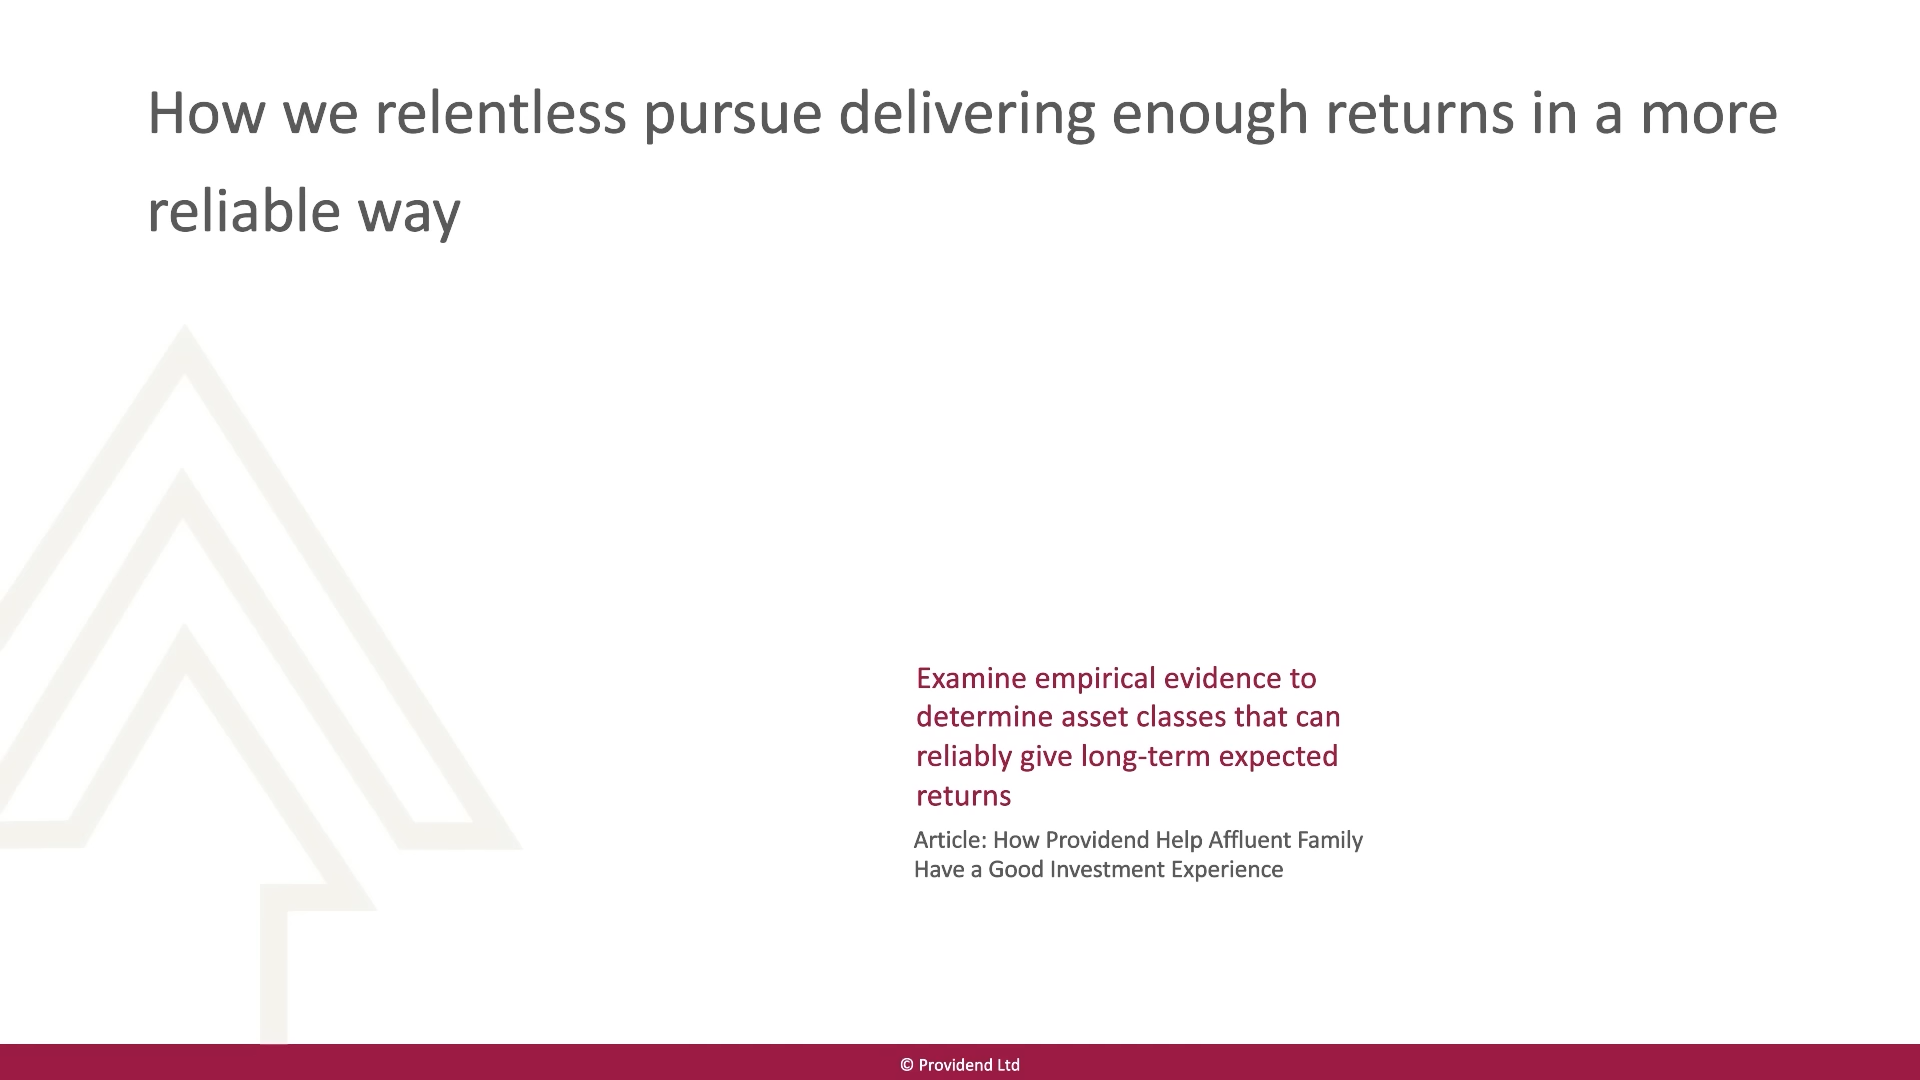 How we relentless pursue delivering enough returns in a more
reliable way
Examine empirical evidence to
determine asset classes that can
reliably give long-term expected
returns
Article: How Providend Help Affluent Family
Have a Good Investment Experience
© Providend Ltd